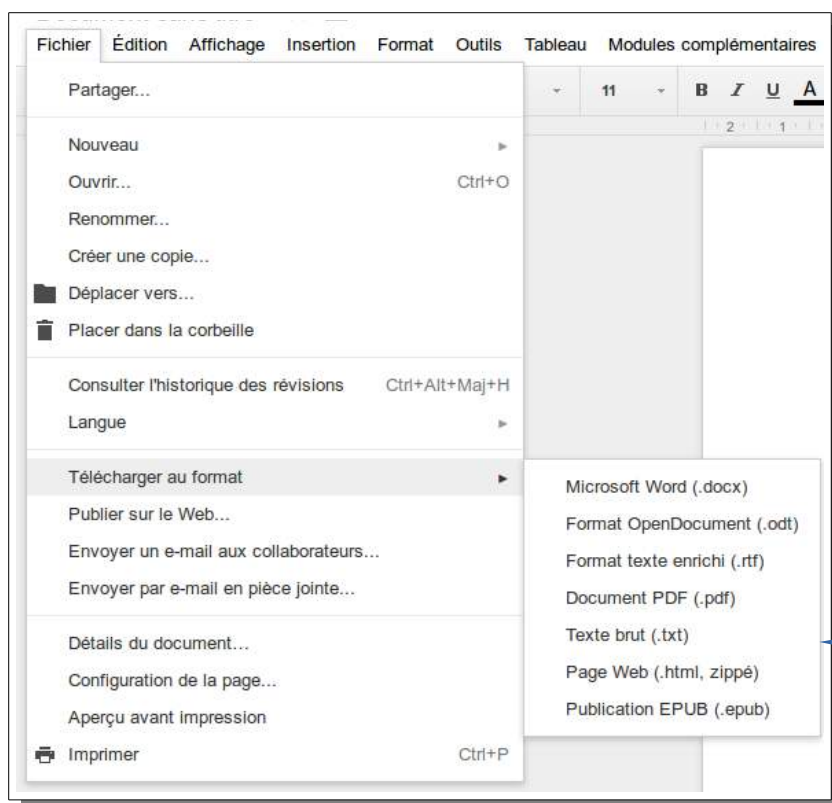 Fichier Édition Affichage Insertion Format Outils Tableau Modules complémentaires
11 B I U A
2 1
Partager...
Nouveau
Ouvrir... Ctrl+O
Renommer...
Créer une copie...
Déplacer vers...
Placer dans la corbeille
Consulter l'historique des révisions Ctrl+Alt+Maj+H
Langue
Télécharger au format
Publier sur le Web...
Envoyer un e-mail aux collaborateurs...
Envoyer par e-mail en pièce jointe...
Détails du document...
Configuration de la page...
Aperçu avant impression
Imprimer Ctrl+P
Microsoft Word (.docx)
Format OpenDocument (.odt)
Format texte enrichi (.rtf)
Document PDF (.pdf)
Texte brut (.txt)
Page Web (.html, zippé)
Publication EPUB (.epub)